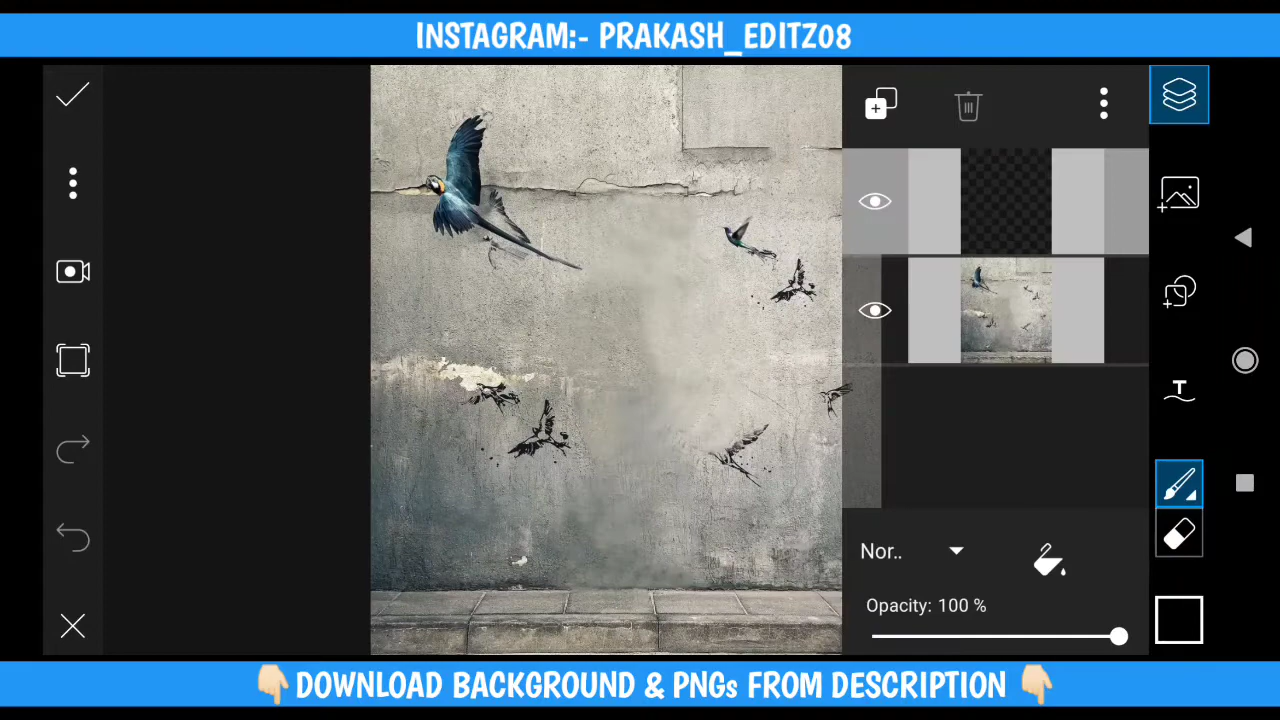 INSTAGRAM:- PRAKASH_EDITZ08
T
Nor..
Opacity: 100 %
👇🏻 DOWNLOAD BACKGROUND & PNGs FROM DESCRIPTION 👇🏻